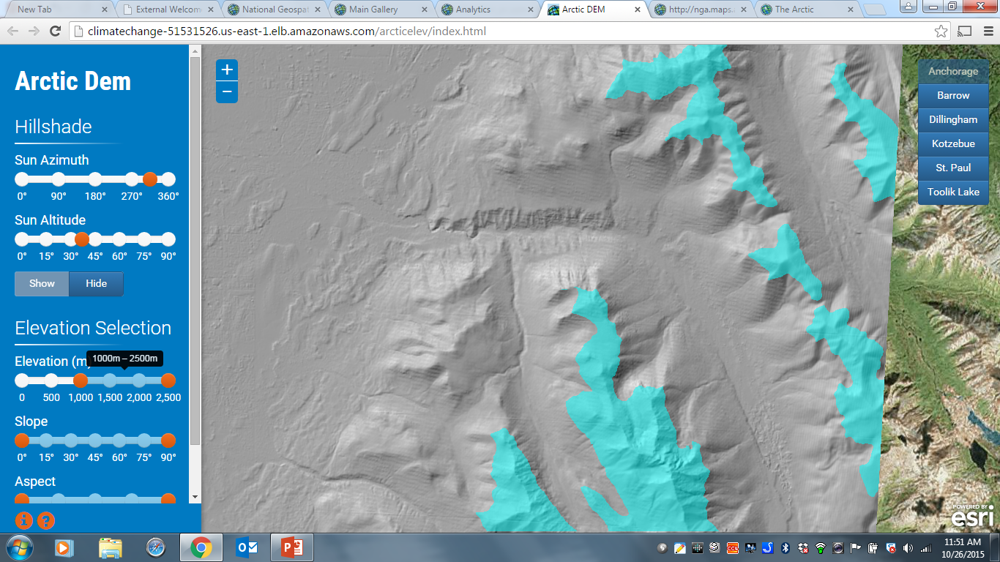 New Tab
External Welcom
National Geospat
Main Gallery
Analytics
Arctic DEM
http://nga.maps.a
The Arctic
climatechange-51531526.us-east-1.elb.amazonaws.com/arcticelev/index.html
Arctic Dem
Hillshade
Sun Azimuth
0° 90° 180° 270° 360°
Sun Altitude
0° 15° 30° 45° 60° 75° 90°
Show Hide
Elevation Selection
Elevation (m)
1000m – 2500m
0 500 1,000 1,500 2,000 2,500
Slope
0° 15° 30° 45° 60° 75° 90°
Aspect
i ?
+
−
Anchorage
Barrow
Dillingham
Kotzebue
St. Paul
Toolik Lake
POWERED BY
esri
11:51 AM
10/26/2015